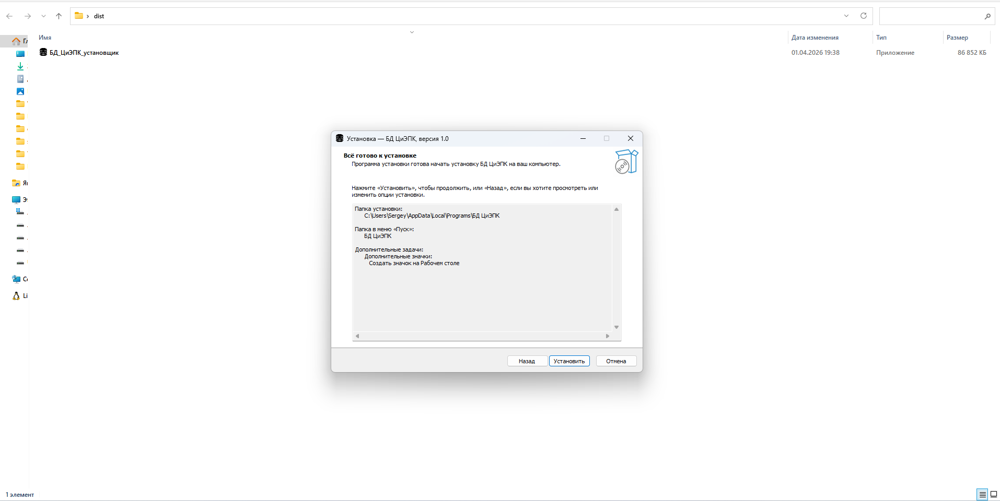 dist
Имя
Дата изменения
Тип
Размер
БД_ЦиЭПК_установщик
01.04.2026 19:38
Приложение
86 852 КБ
Установка — БД ЦиЭПК, версия 1.0
Всё готово к установке
Программа установки готова начать установку БД ЦиЭПК на ваш компьютер.
Нажмите «Установить», чтобы продолжить, или «Назад», если вы хотите просмотреть или
изменить опции установки.
Папка установки:
C:\Users\Sergey\AppData\Local\Programs\БД ЦиЭПК
Папка в меню «Пуск»:
БД ЦиЭПК
Дополнительные задачи:
Дополнительные значки:
Создать значок на Рабочем столе
Назад
Установить
Отмена
Li
1 элемент